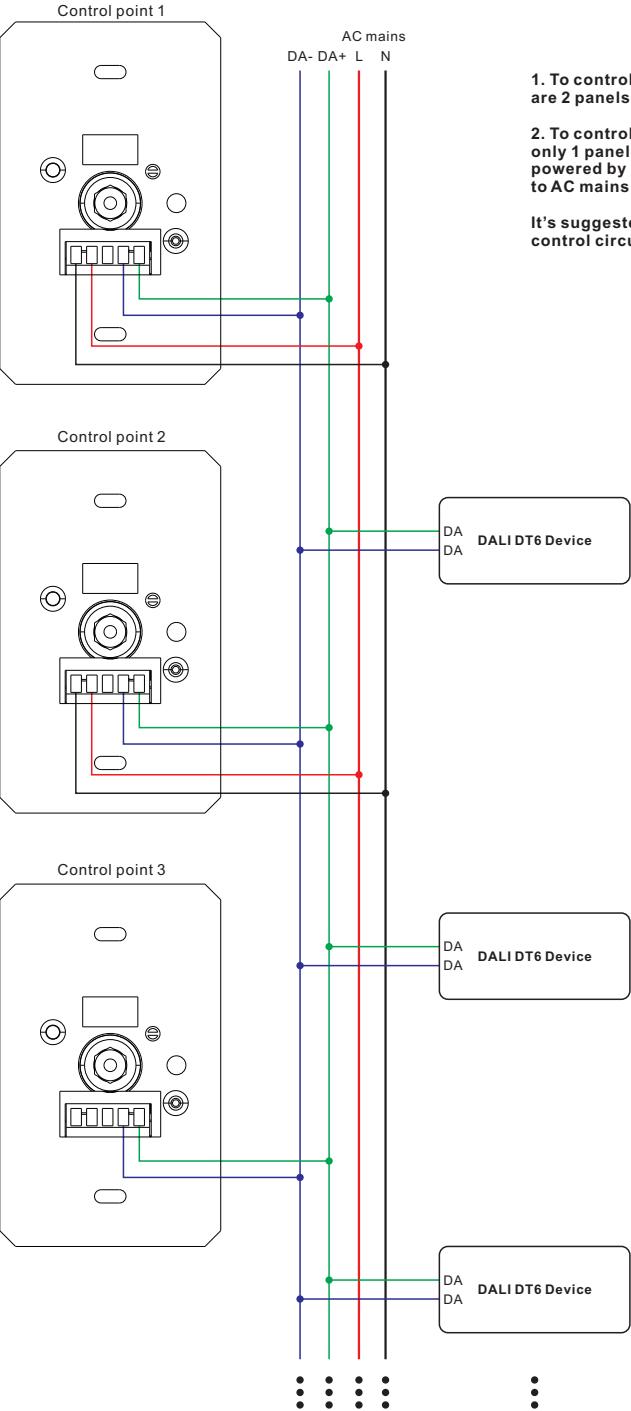 Control point 1
AC mains
DA- DA+ L N
1. To control
are 2 panels
2. To control
only 1 panel
powered by
to AC mains
It's suggeste
control circu
Control point 2
DA
DA
DALI DT6 Device
Control point 3
DA
DA
DALI DT6 Device
DA
DA
DALI DT6 Device